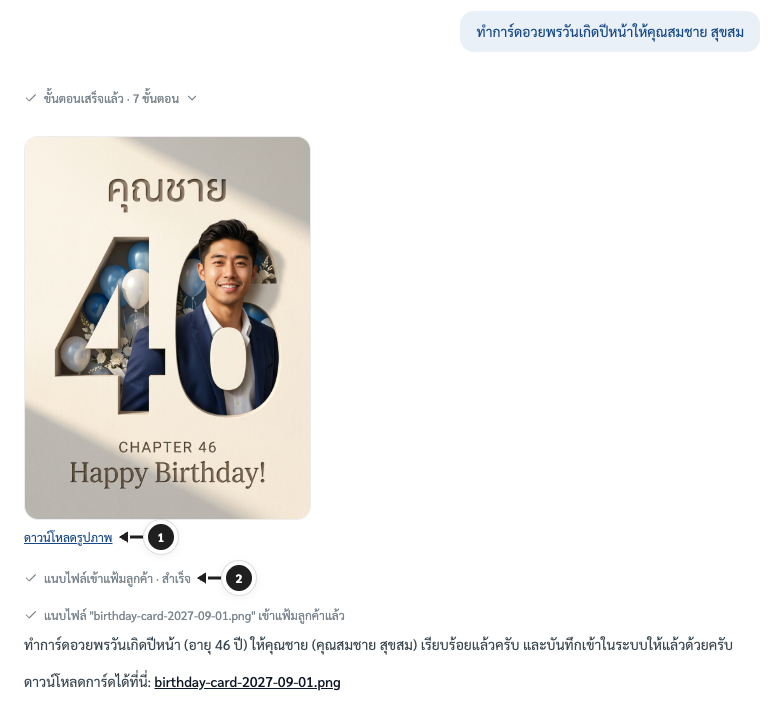 ทำการ์ดอวยพรวันเกิดปีหน้าให้คุณสมชาย สุขสม
ขั้นตอนเสร็จแล้ว · 7 ขั้นตอน
คุณชาย
46
CHAPTER 46
Happy Birthday!
ดาวน์โหลดรูปภาพ
1
แนบไฟล์เข้าแฟ้มลูกค้า · สำเร็จ
2
แนบไฟล์ "birthday-card-2027-09-01.png" เข้าแฟ้มลูกค้าแล้ว
ทำการ์ดอวยพรวันเกิดปีหน้า (อายุ 46 ปี) ให้คุณชาย (คุณสมชาย สุขสม) เรียบร้อยแล้วครับ และบันทึกเข้าในระบบให้แล้วด้วยครับ
ดาวน์โหลดการ์ดได้ที่นี่: birthday-card-2027-09-01.png